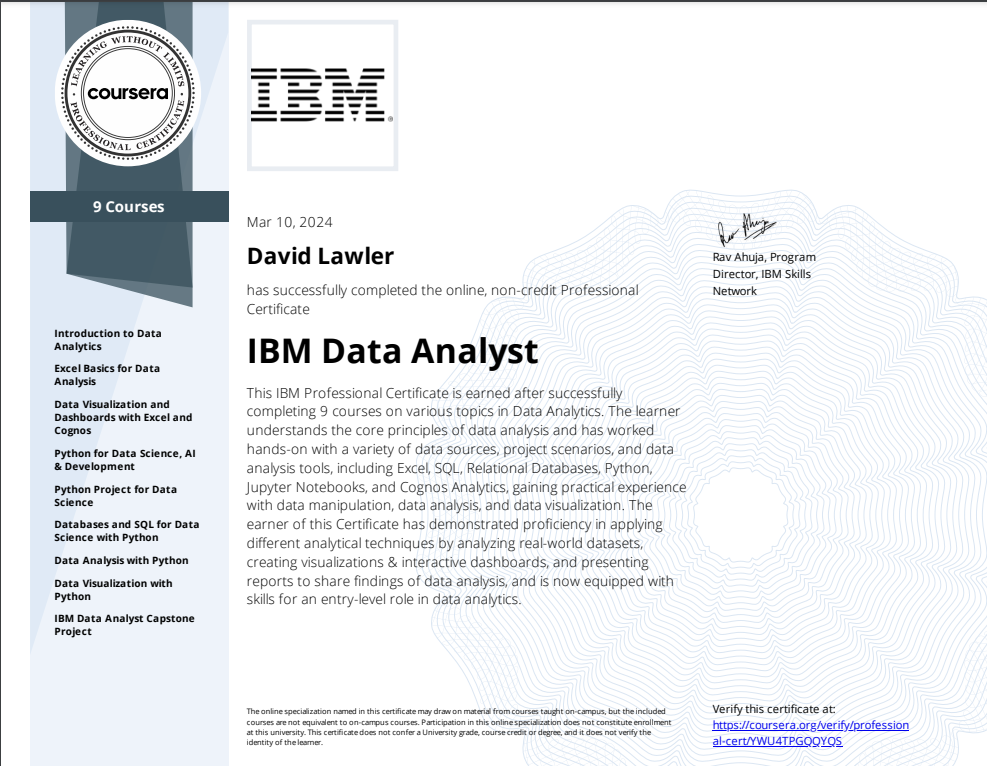 LEARNING WITHOUT LIMITS
coursera
PROFESSIONAL CERTIFICATE
IBM®
9 Courses
Introduction to Data
Analytics
Excel Basics for Data
Analysis
Data Visualization and
Dashboards with Excel and
Cognos
Python for Data Science, AI
& Development
Python Project for Data
Science
Databases and SQL for Data
Science with Python
Data Analysis with Python
Data Visualization with
Python
IBM Data Analyst Capstone
Project
Mar 10, 2024
David Lawler
has successfully completed the online, non-credit Professional
Certificate
IBM Data Analyst
This IBM Professional Certificate is earned after successfully
completing 9 courses on various topics in Data Analytics. The learner
understands the core principles of data analysis and has worked
hands-on with a variety of data sources, project scenarios, and data
analysis tools, including Excel, SQL, Relational Databases, Python,
Jupyter Notebooks, and Cognos Analytics, gaining practical experience
with data manipulation, data analysis, and data visualization. The
earner of this Certificate has demonstrated proficiency in applying
different analytical techniques by analyzing real-world datasets,
creating visualizations & interactive dashboards, and presenting
reports to share findings of data analysis, and is now equipped with
skills for an entry-level role in data analytics.
Rav Ahuja
Rav Ahuja, Program
Director, IBM Skills
Network
The online specialization named in this certificate may draw on material from courses taught on-campus, but the included
courses are not equivalent to on-campus courses. Participation in this online specialization does not constitute enrollment
at this university. This certificate does not confer a University grade, course credit or degree, and it does not verify the
identity of the learner.
Verify this certificate at:
https://coursera.org/verify/profession
al-cert/YWU4TPGQQYQS